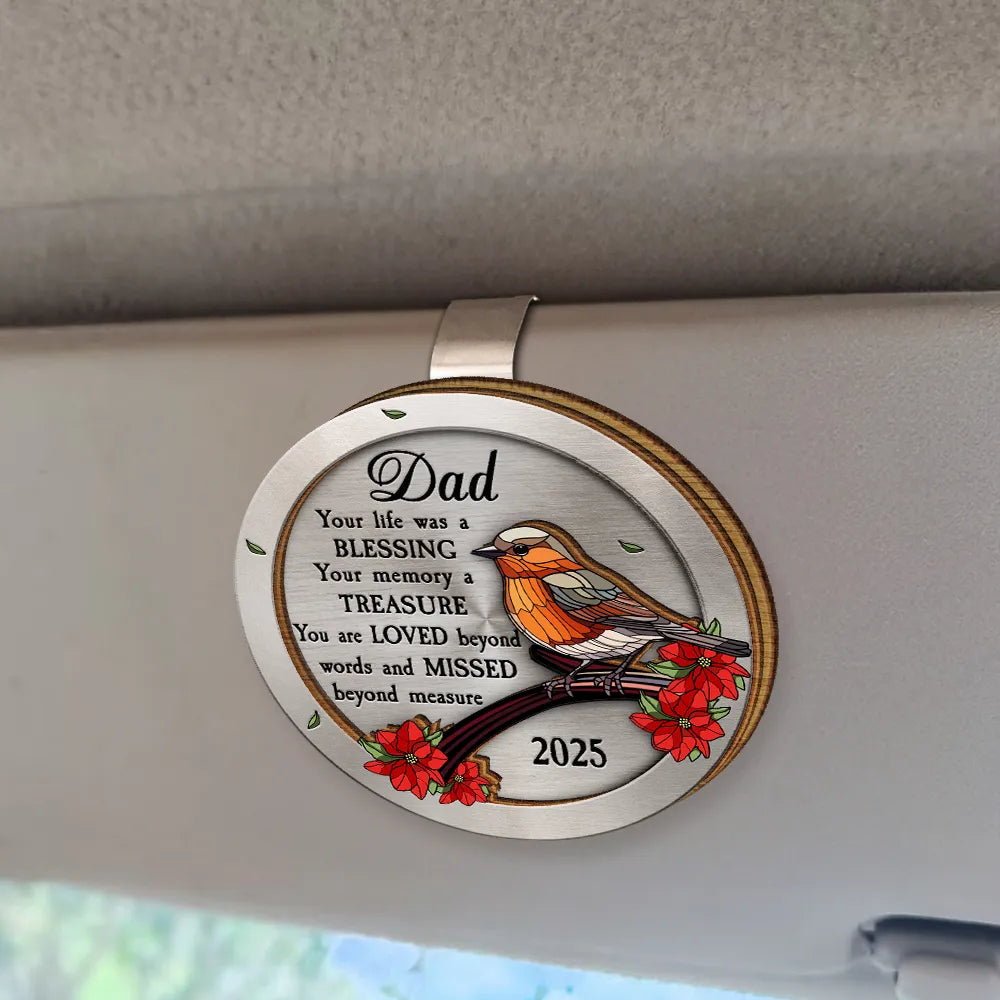 Dad
Your life was a
BLESSING
Your memory a
TREASURE
You are LOVED beyond
words and MISSED
beyond measure
2025